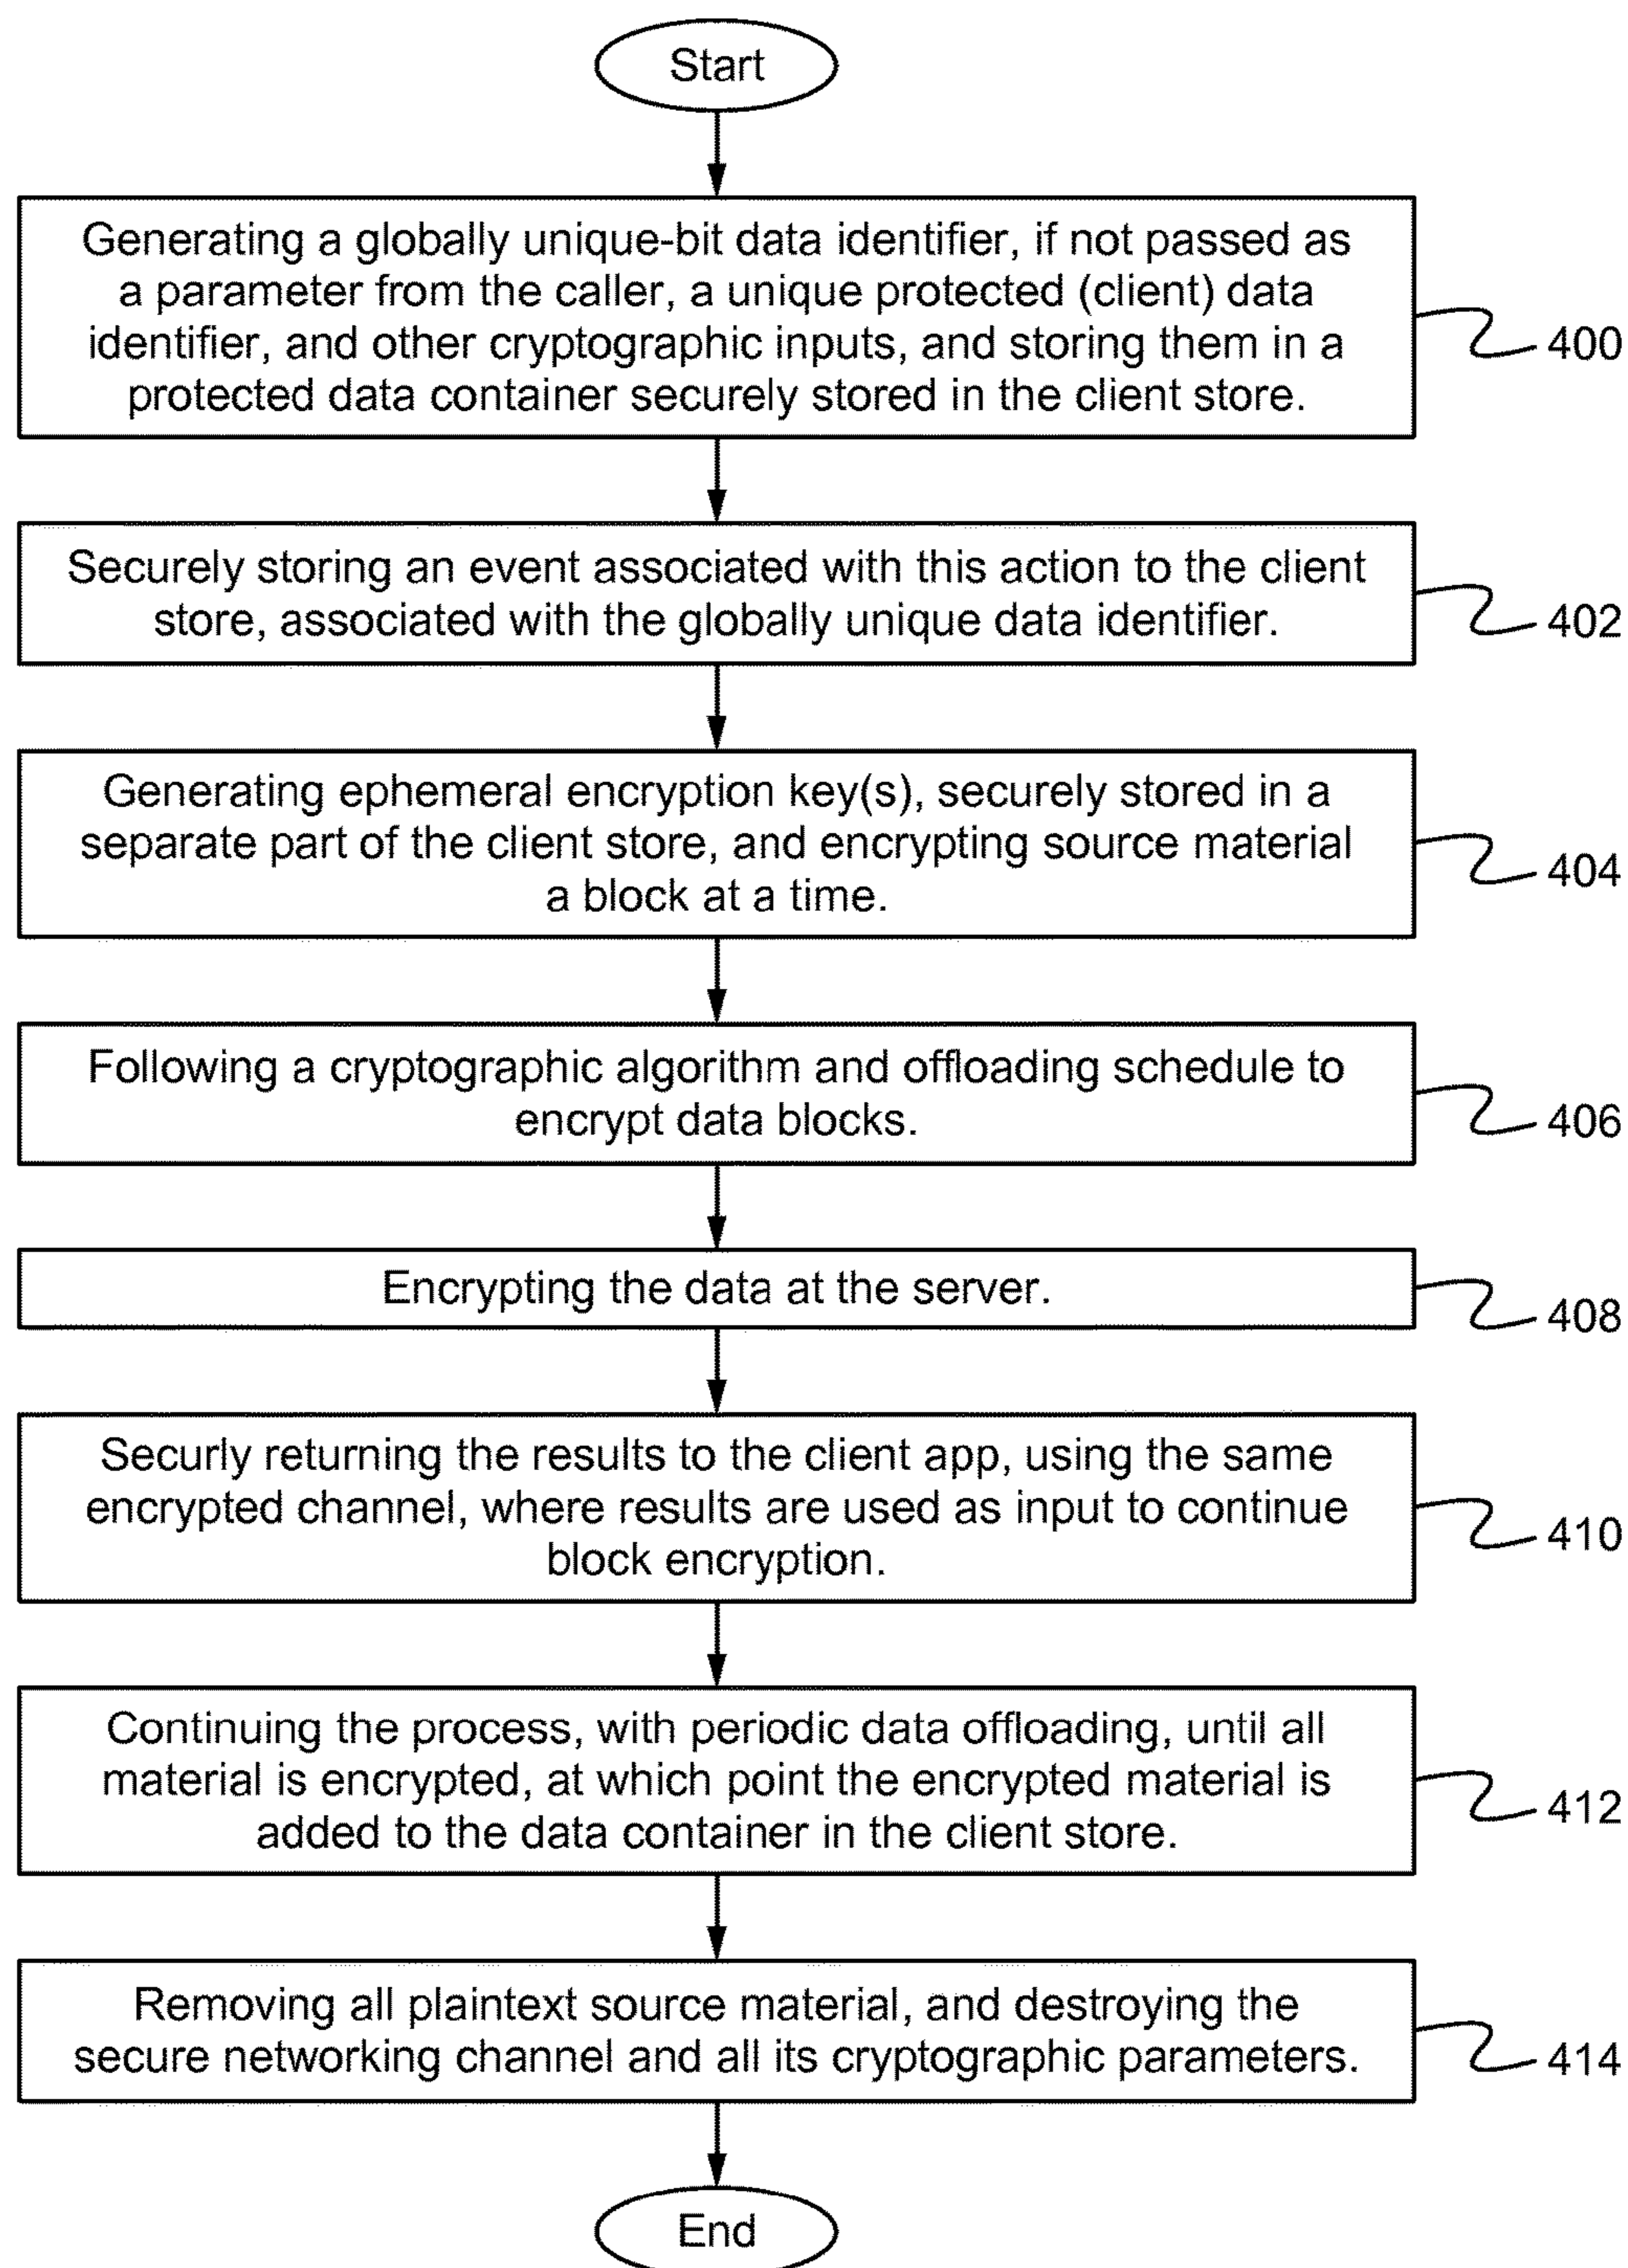 Start
Generating a globally unique-bit data identifier, if not passed as
a parameter from the caller, a unique protected (client) data
identifier, and other cryptographic inputs, and storing them in a
protected data container securely stored in the client store.
400
Securely storing an event associated with this action to the client
store, associated with the globally unique data identifier.
402
Generating ephemeral encryption key(s), securely stored in a
separate part of the client store, and encrypting source material
a block at a time.
404
Following a cryptographic algorithm and offloading schedule to
encrypt data blocks.
406
Encrypting the data at the server.
408
Securly returning the results to the client app, using the same
encrypted channel, where results are used as input to continue
block encryption.
410
Continuing the process, with periodic data offloading, until all
material is encrypted, at which point the encrypted material is
added to the data container in the client store.
412
Removing all plaintext source material, and destroying the
secure networking channel and all its cryptographic parameters.
414
End